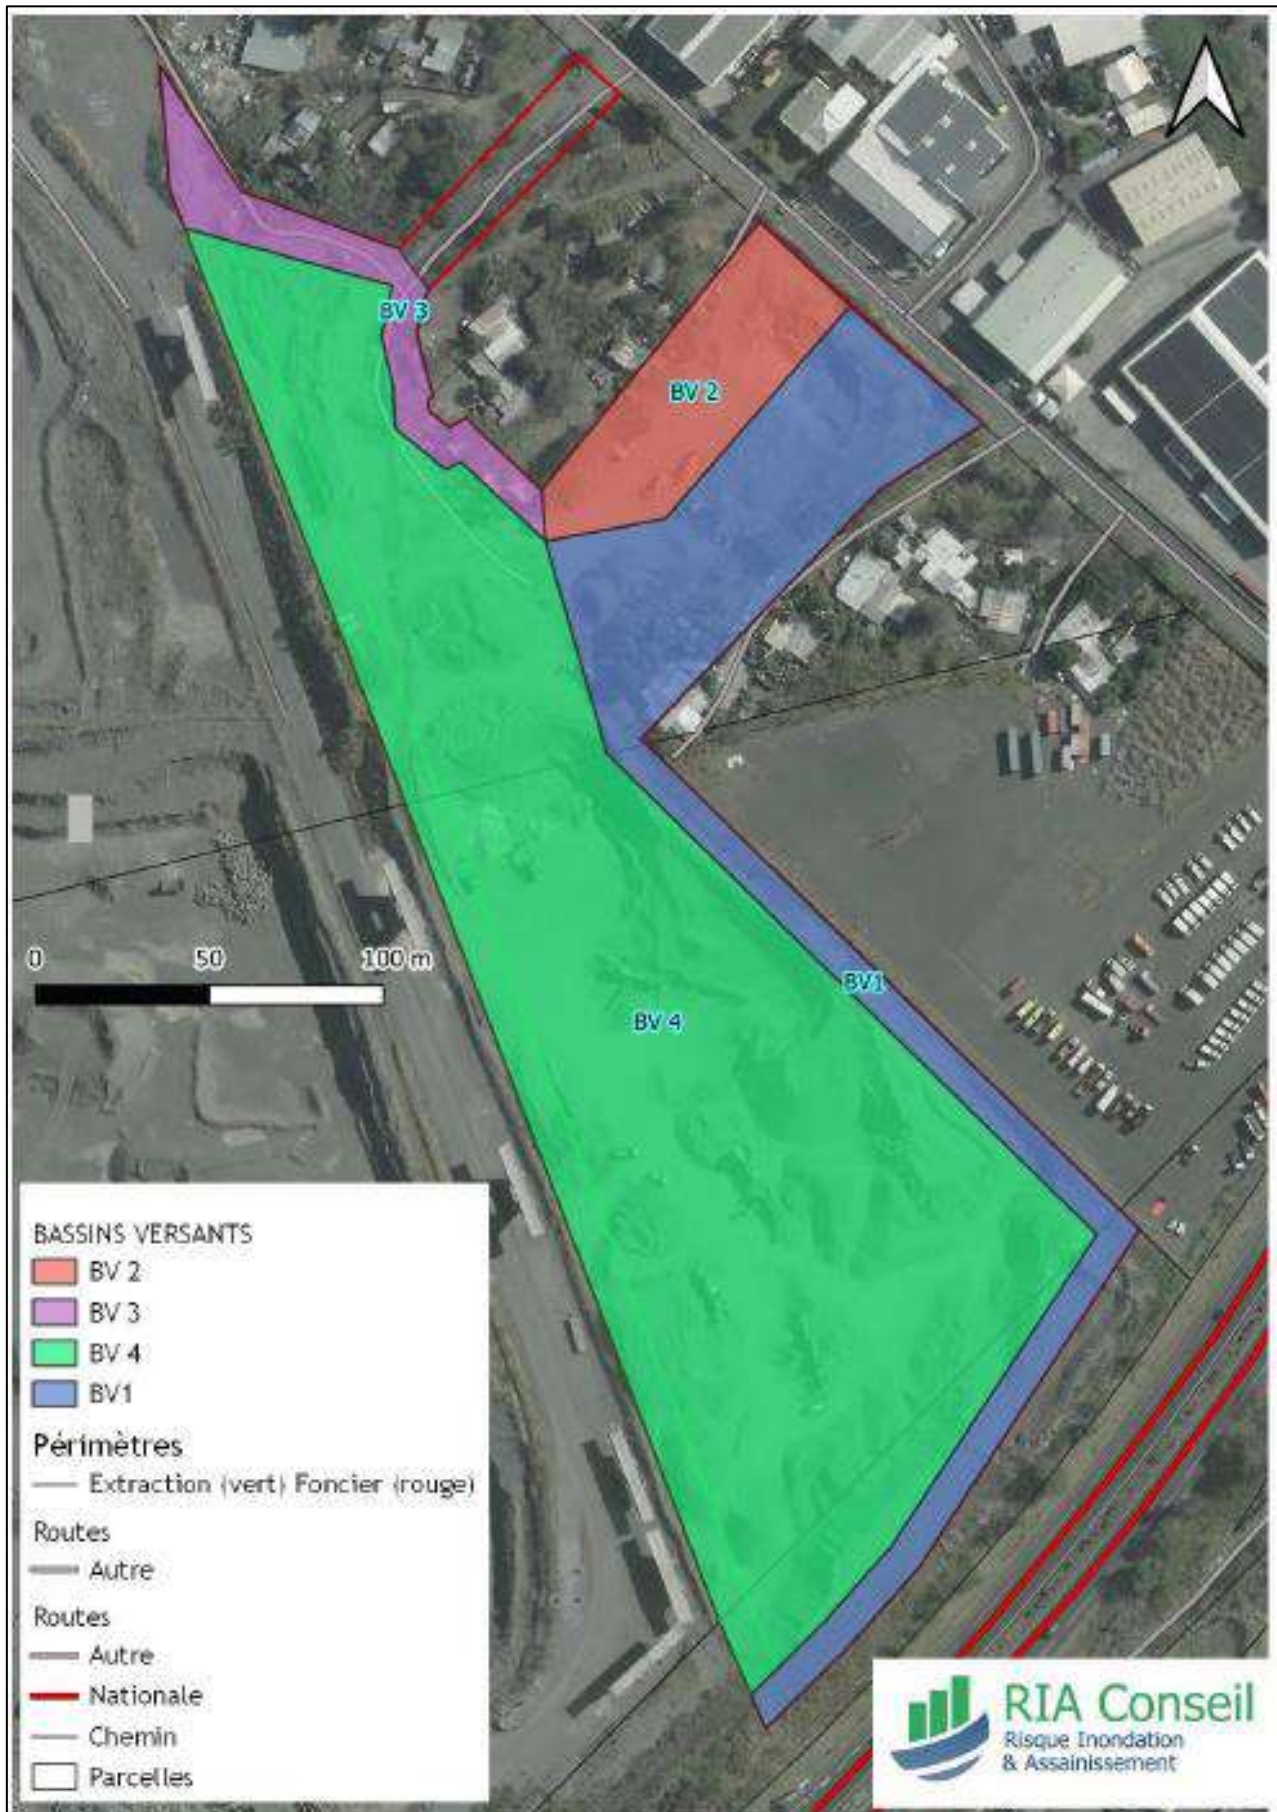 BV 3
BV 2
BV1
BV 4
0 50 100 m
BASSINS VERSANTS
BV 2
BV 3
BV 4
BV1
Périmètres
Extraction (vert) Foncier (rouge)
Routes
Autre
Routes
Autre
Nationale
Chemin
Parcelles
RIA Conseil
Risque Inondation
& Assainissement